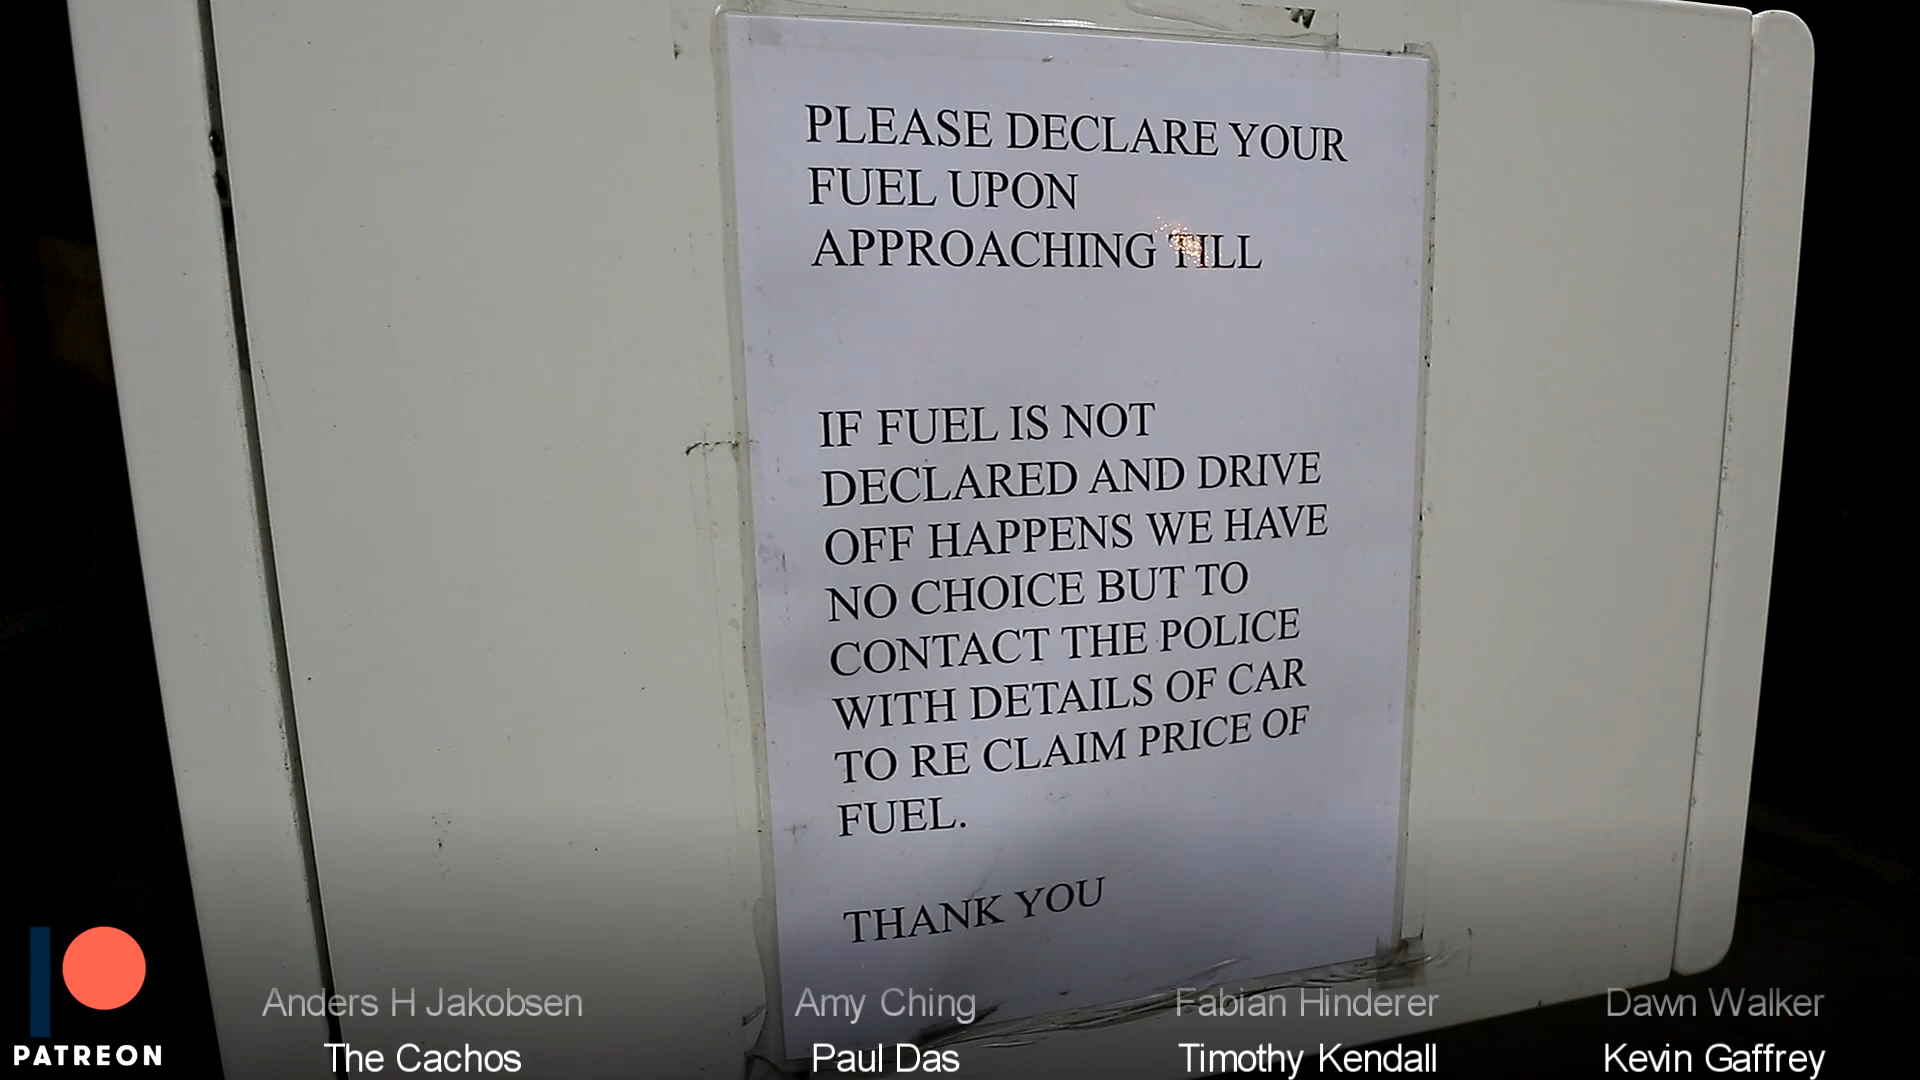 PLEASE DECLARE YOUR
FUEL UPON
APPROACHING TILL
IF FUEL IS NOT
DECLARED AND DRIVE
OFF HAPPENS WE HAVE
NO CHOICE BUT TO
CONTACT THE POLICE
WITH DETAILS OF CAR
TO RE CLAIM PRICE OF
FUEL.
THANK YOU
Anders H Jakobsen Amy Ching Fabian Hinderer Dawn Walker
PATREON The Cachos Paul Das Timothy Kendall Kevin Gaffrey